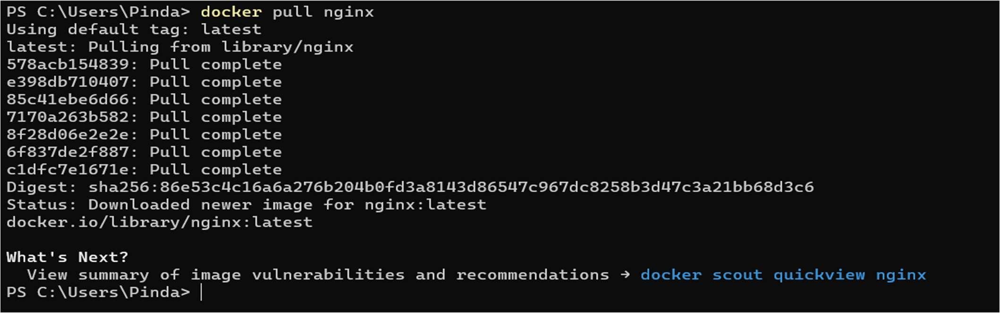 PS C:\Users\Pinda> docker pull nginx
Using default tag: latest
latest: Pulling from library/nginx
578acb154839: Pull complete
e398db710407: Pull complete
85c41ebe6d66: Pull complete
7170a263b582: Pull complete
8f28d06e2e2e: Pull complete
6f837de2f887: Pull complete
c1dfc7e1671e: Pull complete
Digest: sha256:86e53c4c16a6a276b204b0fd3a8143d86547c967dc8258b3d47c3a21bb68d3c6
Status: Downloaded newer image for nginx:latest
docker.io/library/nginx:latest
What's Next?
View summary of image vulnerabilities and recommendations → docker scout quickview nginx
PS C:\Users\Pinda>